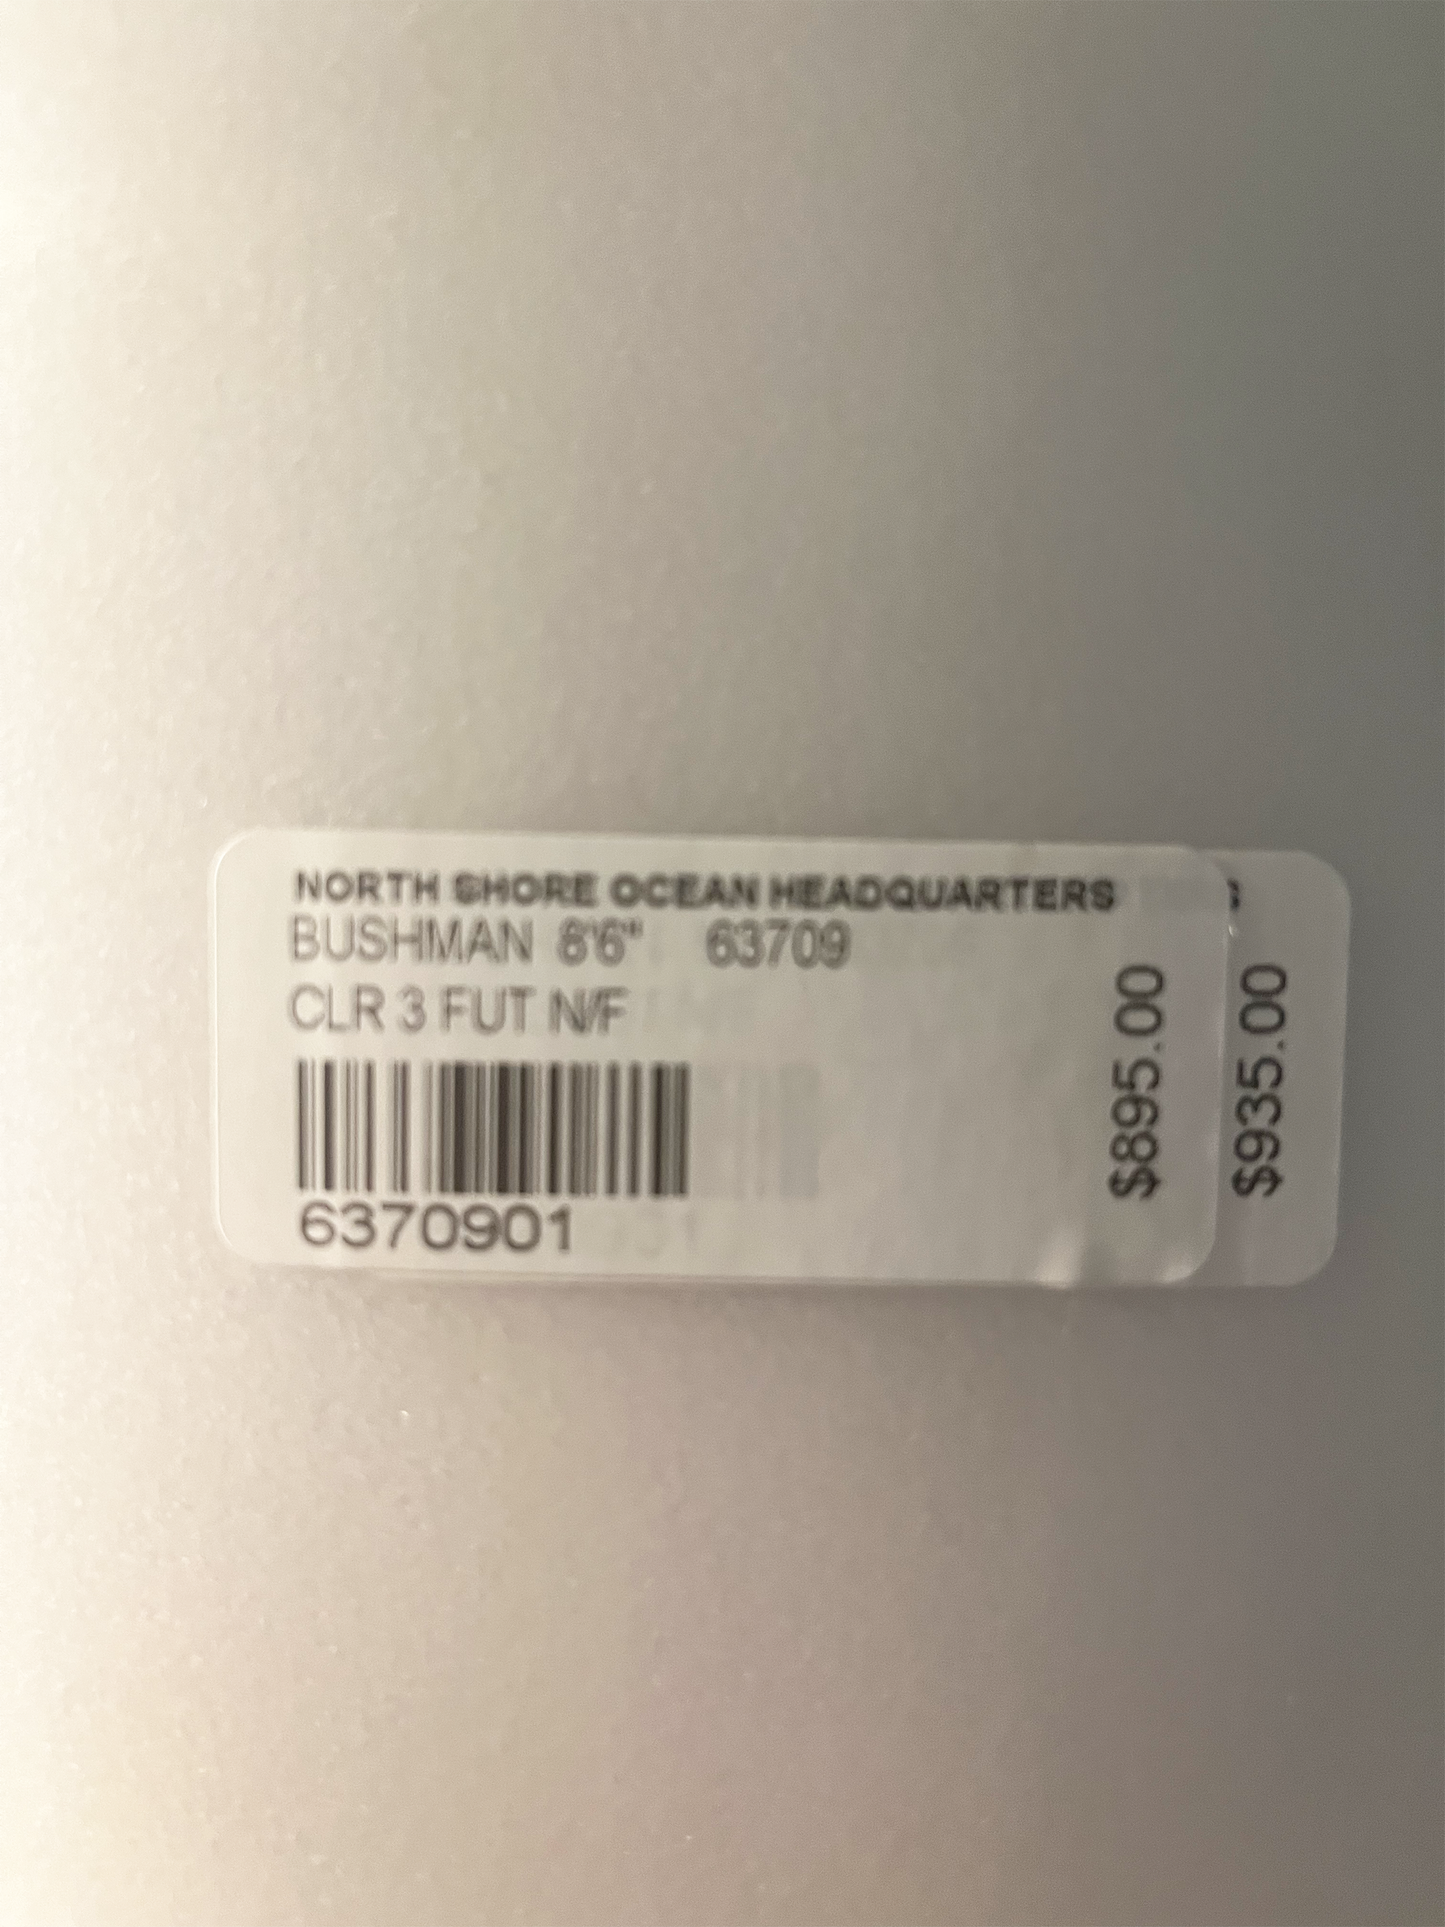 NORTH SHORE OCEAN HEADQUARTERS
BUSHMAN 8'6" 63709
CLR 3 FUT N/F
6370901
$895.00
S
$935.00